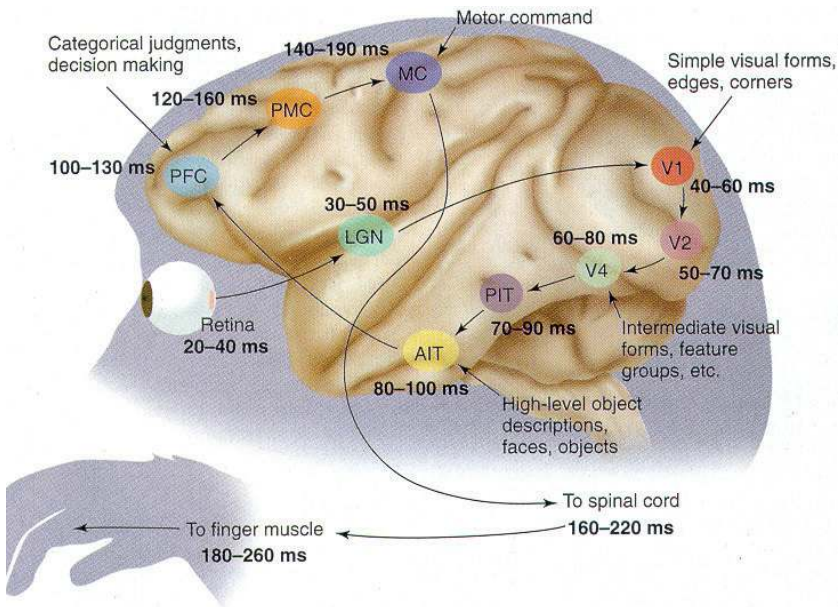 Motor command
Categorical judgments,
decision making
140–190 ms
MC
Simple visual forms,
edges, corners
120–160 ms
PMC
100–130 ms
PFC
30–50 ms
LGN
V1
40–60 ms
V2
50–70 ms
60–80 ms
V4
PIT
70–90 ms
Retina
20–40 ms
AIT
80–100 ms
Intermediate visual
forms, feature
groups, etc.
High-level object
descriptions,
faces, objects
To spinal cord
160–220 ms
To finger muscle
180–260 ms